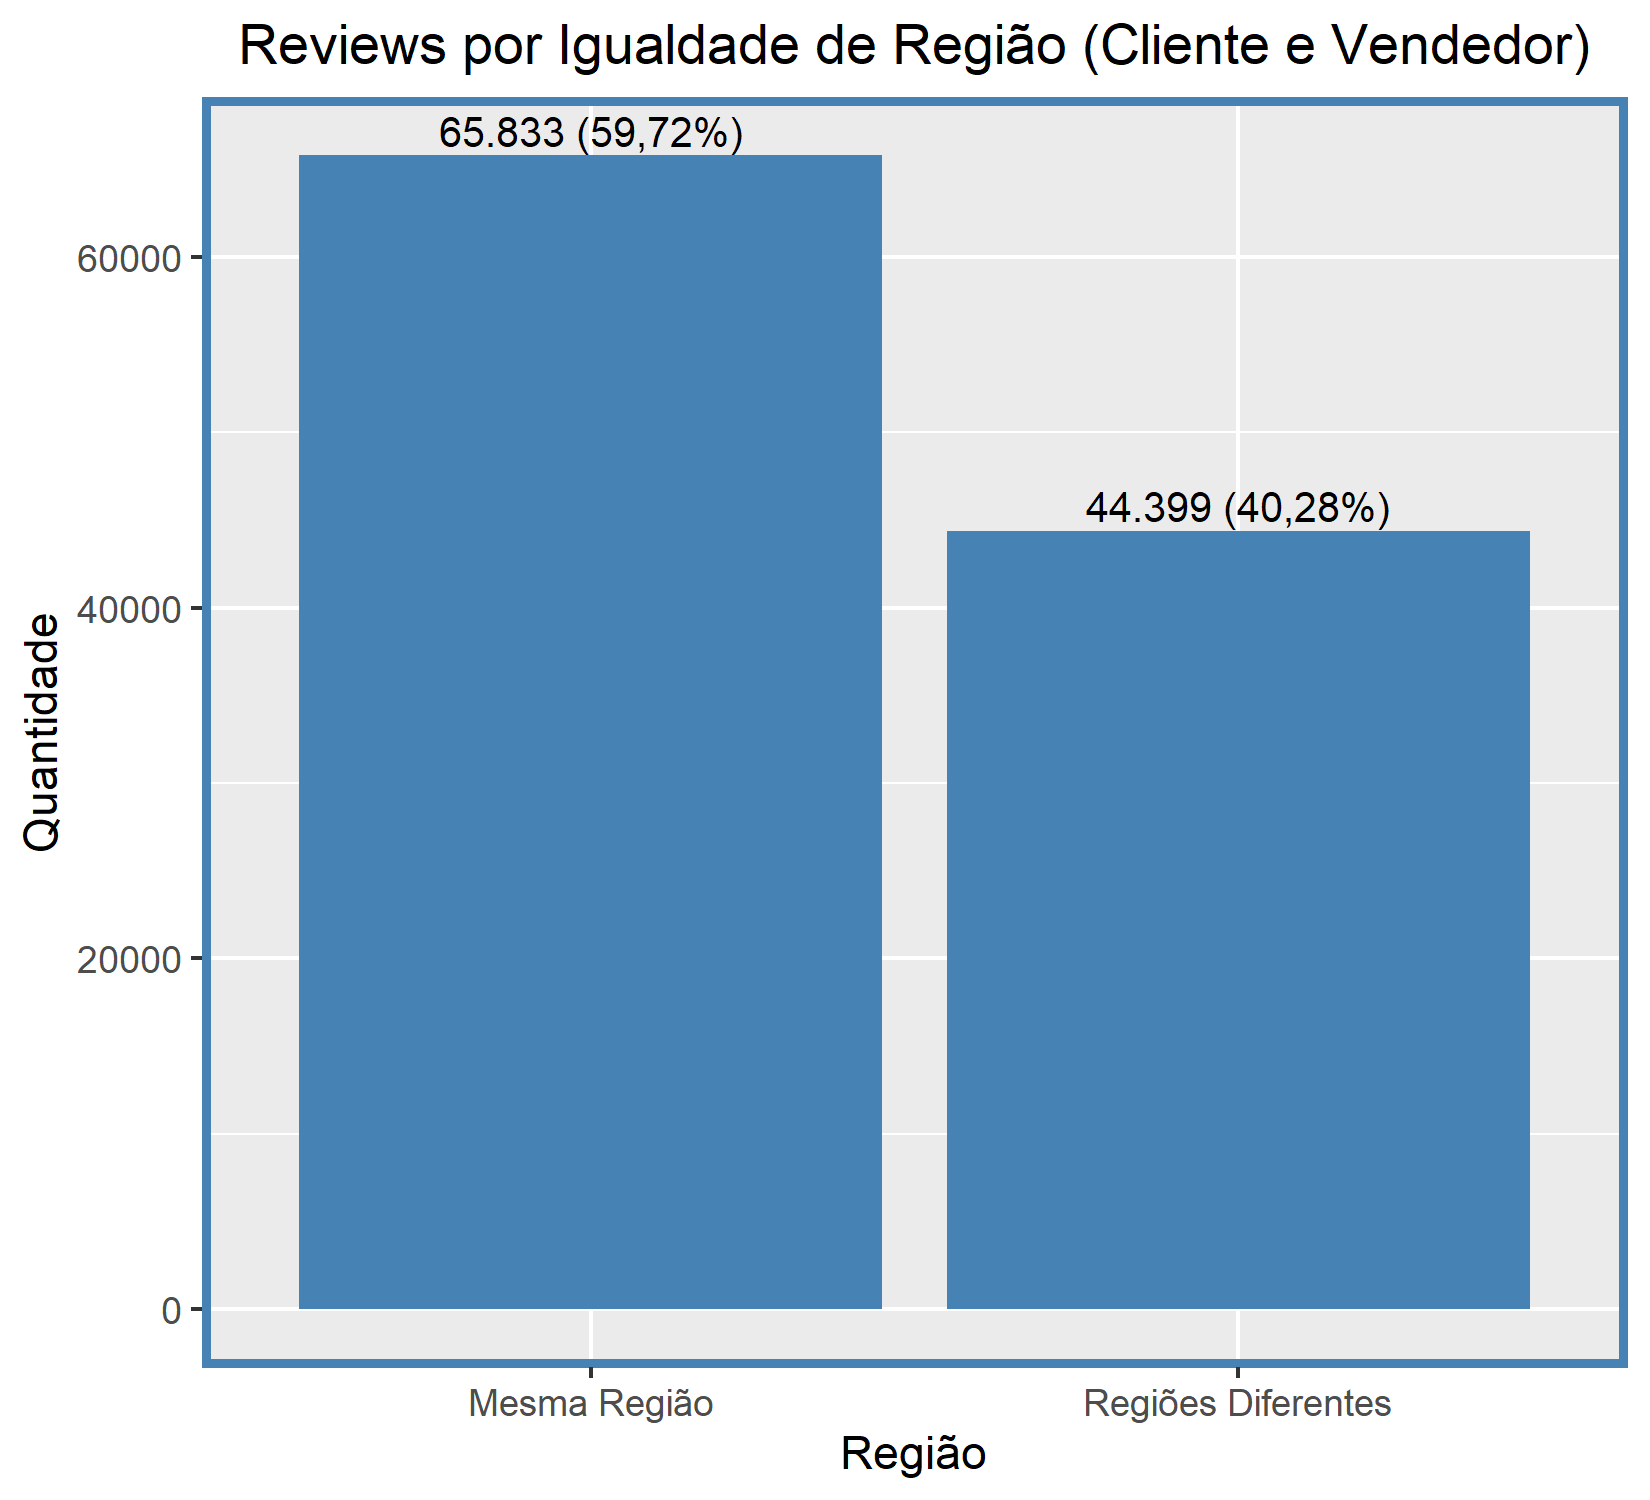 Reviews por Igualdade de Região (Cliente e Vendedor)
65.833 (59,72%)
60000
44.399 (40,28%)
40000
Quantidade
20000
0
Mesma Região
Regiões Diferentes
Região